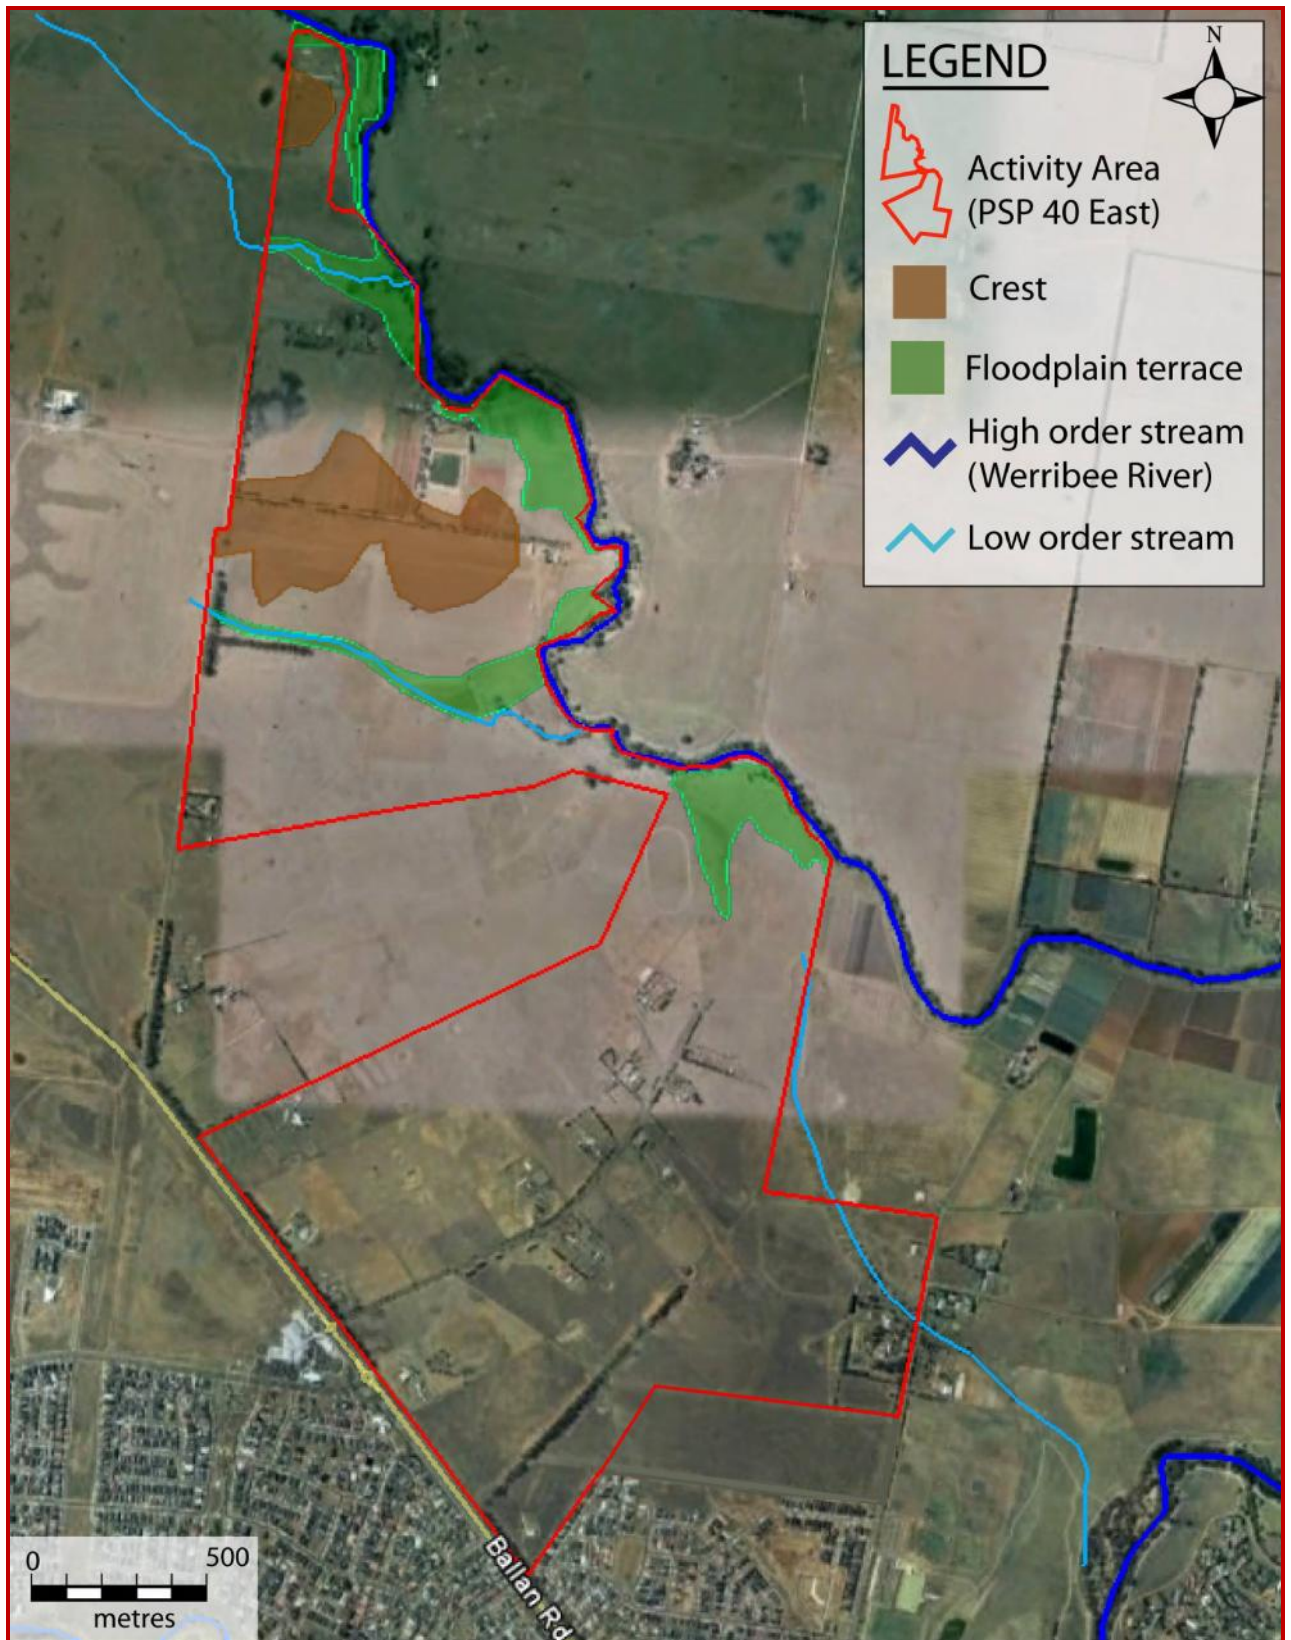 LEGEND
N
Activity Area
(PSP 40 East)
Crest
Floodplain terrace
High order stream
(Werribee River)
Low order stream
Ballan Rd
0 500
metres